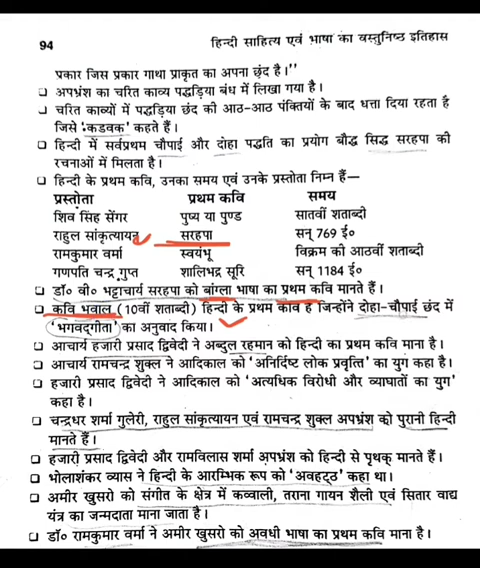 94 हिन्दी साहित्य एवं भाषा का वस्तुनिष्ठ इतिहास
प्रकार जिस प्रकार गाथा प्राकृत का अपना छंद है।''
❑ अपभ्रंश का चरित काव्य पद्धड़िया बंध में लिखा गया है।
❑ चरित काव्यों में पद्धड़िया छंद की आठ-आठ पंक्तियों के बाद धत्ता दिया रहता है
जिसे 'कडवक' कहते हैं।
❑ हिन्दी में सर्वप्रथम चौपाई और दोहा पद्धति का प्रयोग बौद्ध सिद्ध सरहपा की
रचनाओं में मिलता है।
❑ हिन्दी के प्रथम कवि, उनका समय एवं उनके प्रस्तोता निम्न हैं—
प्रस्तोता प्रथम कवि समय
शिव सिंह सेंगर पुष्य या पुण्ड सातवीं शताब्दी
राहुल सांकृत्यायन सरहपा सन् 769 ई०
रामकुमार वर्मा स्वयंभू विक्रम की आठवीं शताब्दी
गणपति चन्द्र गुप्त शालिभद्र सूरि सन् 1184 ई०
❑ डॉ० वी० भट्टाचार्य सरहपा को बांग्ला भाषा का प्रथम कवि मानते हैं।
❑ कवि भवाल (10वीं शताब्दी) हिन्दी के प्रथम कवि हैं जिन्होंने दोहा-चौपाई छंद में
'भगवद्गीता' का अनुवाद किया।
❑ आचार्य हजारी प्रसाद द्विवेदी ने अब्दुल रहमान को हिन्दी का प्रथम कवि माना है।
❑ आचार्य रामचन्द्र शुक्ल ने आदिकाल को 'अनिर्दिष्ट लोक प्रवृत्ति' का युग कहा है।
❑ हजारी प्रसाद द्विवेदी ने आदिकाल को 'अत्यधिक विरोधी और व्याघातों का युग'
कहा है।
❑ चन्द्रधर शर्मा गुलेरी, राहुल सांकृत्यायन एवं रामचन्द्र शुक्ल अपभ्रंश को पुरानी हिन्दी
मानते हैं।
❑ हजारी प्रसाद द्विवेदी और रामविलास शर्मा अपभ्रंश को हिन्दी से पृथक् मानते हैं।
❑ भोलाशंकर व्यास ने हिन्दी के आरम्भिक रूप को 'अवहट्ठ' कहा था।
❑ अमीर खुसरो को संगीत के क्षेत्र में कव्वाली, तराना गायन शैली एवं सितार वाद्य
यंत्र का जन्मदाता माना जाता है।
❑ डॉ० रामकुमार वर्मा ने अमीर खुसरो को अवधी भाषा का प्रथम कवि माना है।